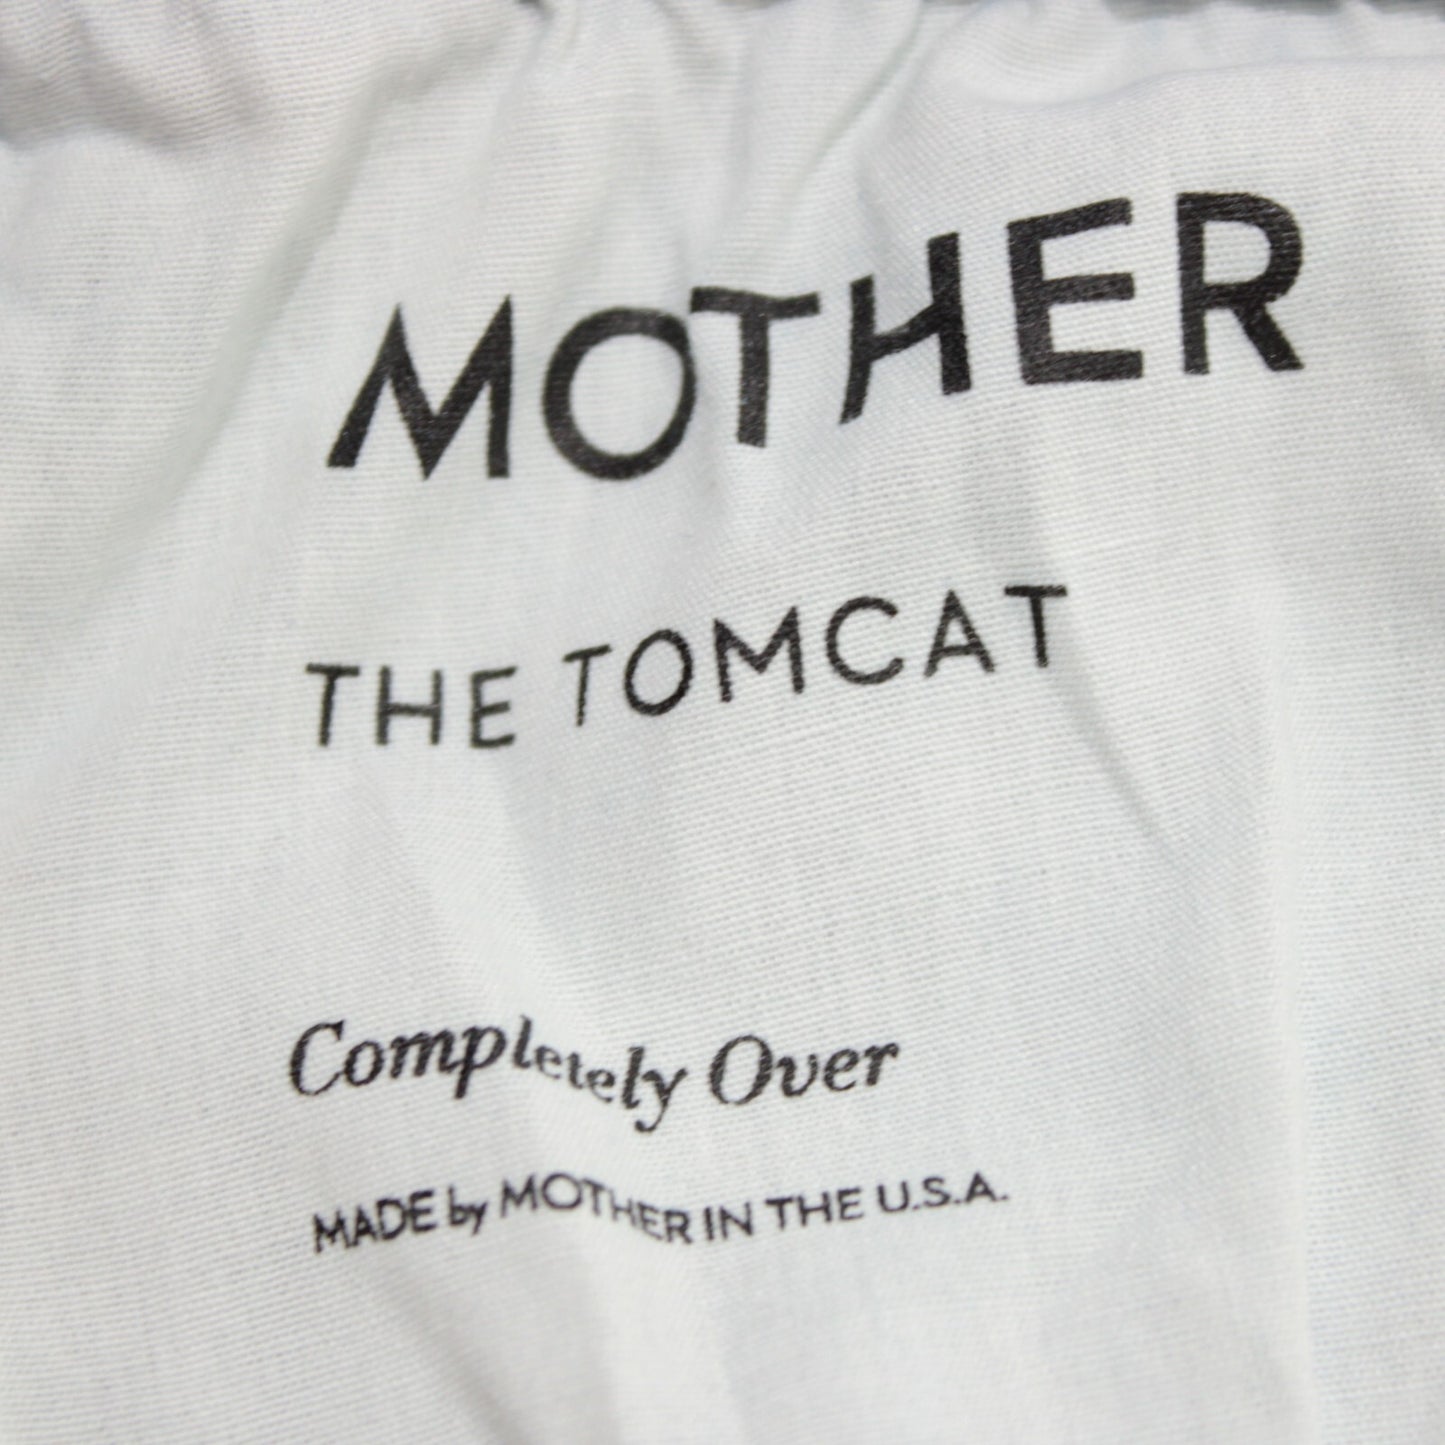 MOTHER
THE TOMCAT
Completely Over
MADE by MOTHER IN THE U.S.A.